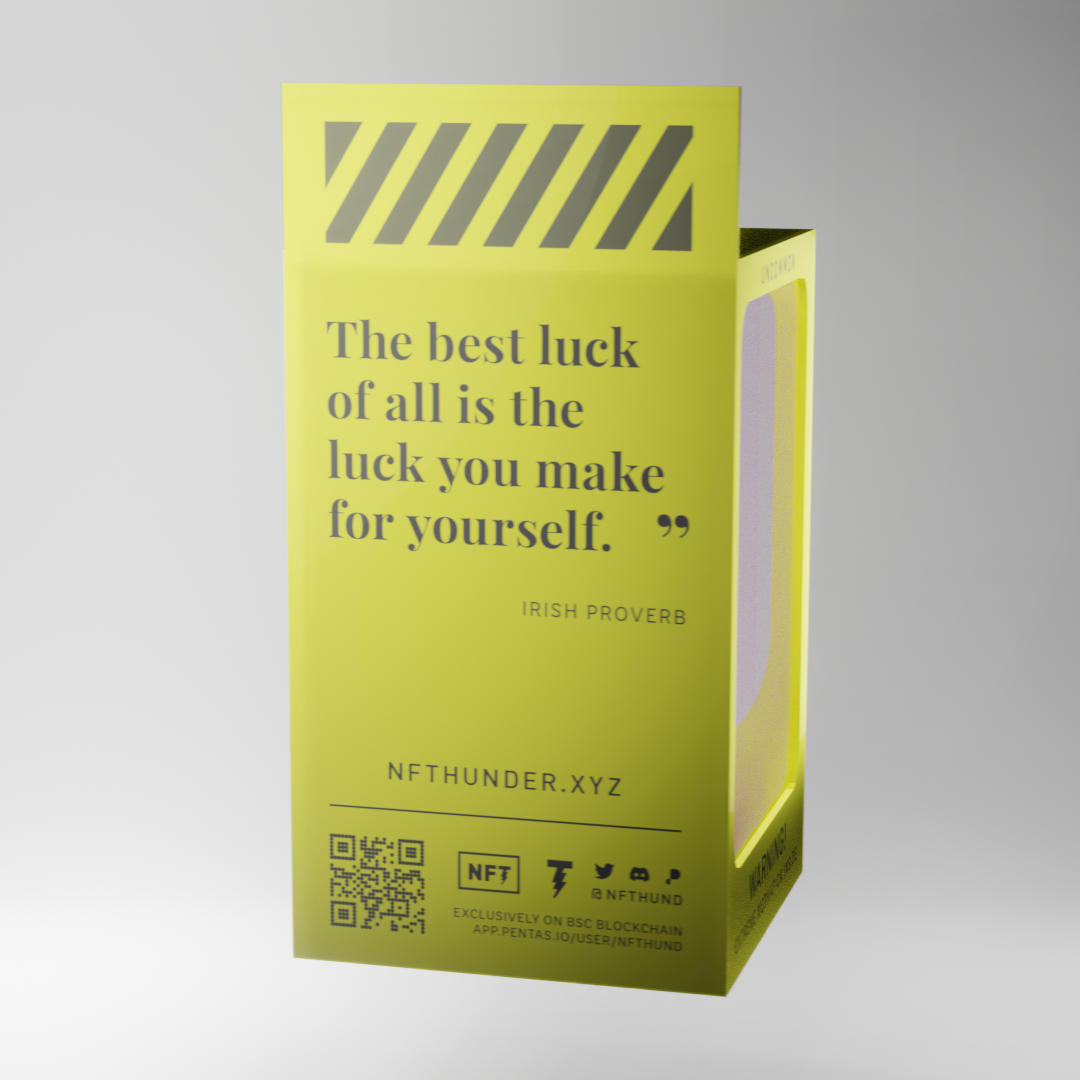 The best luck
of all is the
luck you make
for yourself. ”
IRISH PROVERB
NFTHUNDER.XYZ
NFT
@NFTHUND
EXCLUSIVELY ON BSC BLOCKCHAIN
APP.PENTAS.IO/USER/NFTHUND
UNCOMMON
WARNING!